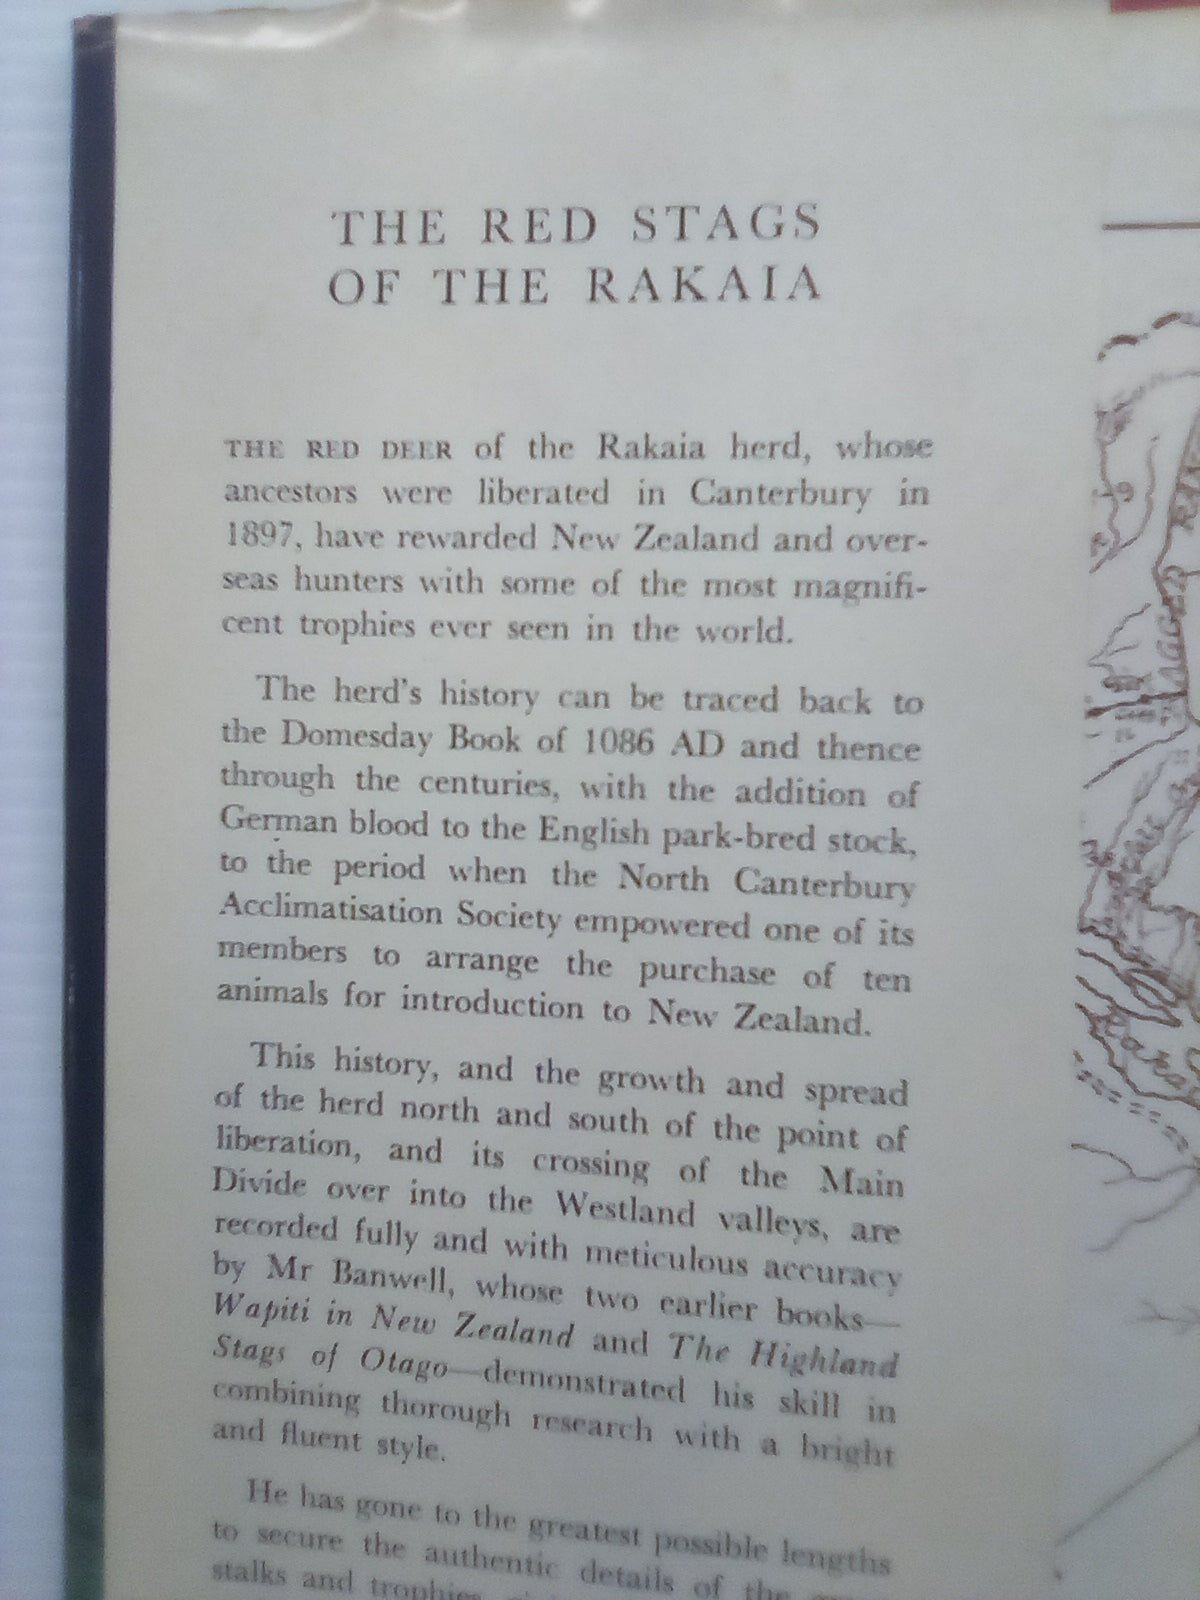 THE RED STAGS
OF THE RAKAIA
THE RED DEER of the Rakaia herd, whose
ancestors were liberated in Canterbury in
1897, have rewarded New Zealand and over-
seas hunters with some of the most magnifi-
cent trophies ever seen in the world.
The herd's history can be traced back to
the Domesday Book of 1086 AD and thence
through the centuries, with the addition of
German blood to the English park-bred stock,
to the period when the North Canterbury
Acclimatisation Society empowered one of its
members to arrange the purchase of ten
animals for introduction to New Zealand.
This history, and the growth and spread
of the herd north and south of the point of
liberation, and its crossing of the Main
Divide over into the Westland valleys, are
recorded fully and with meticulous accuracy
by Mr Banwell, whose two earlier books—
Wapiti in New Zealand and The Highland
Stags of Otago—demonstrated his skill in
combining thorough research with a bright
and fluent style.
He has gone to the greatest possible lengths
to secure the authentic details of the
stalks and trophies